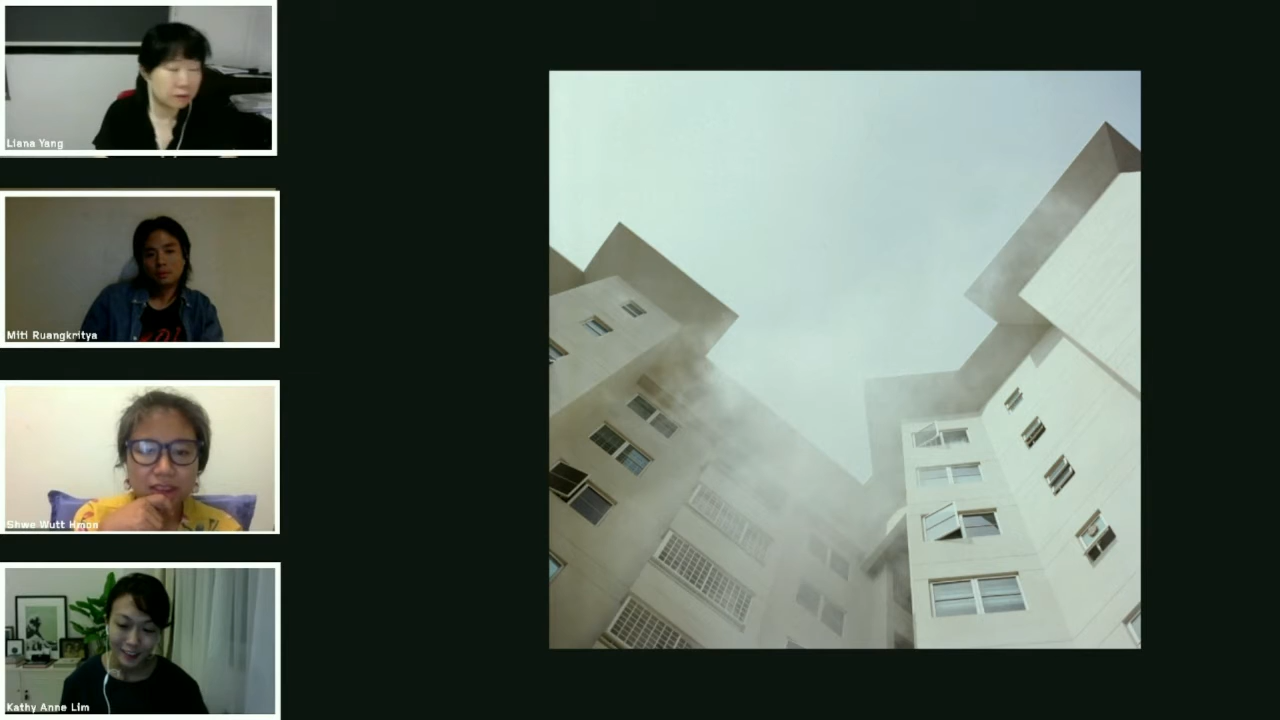 Liana Yang
Miti Ruangkritya
Shwe Wutt Hmon
Kathy Anne Lim